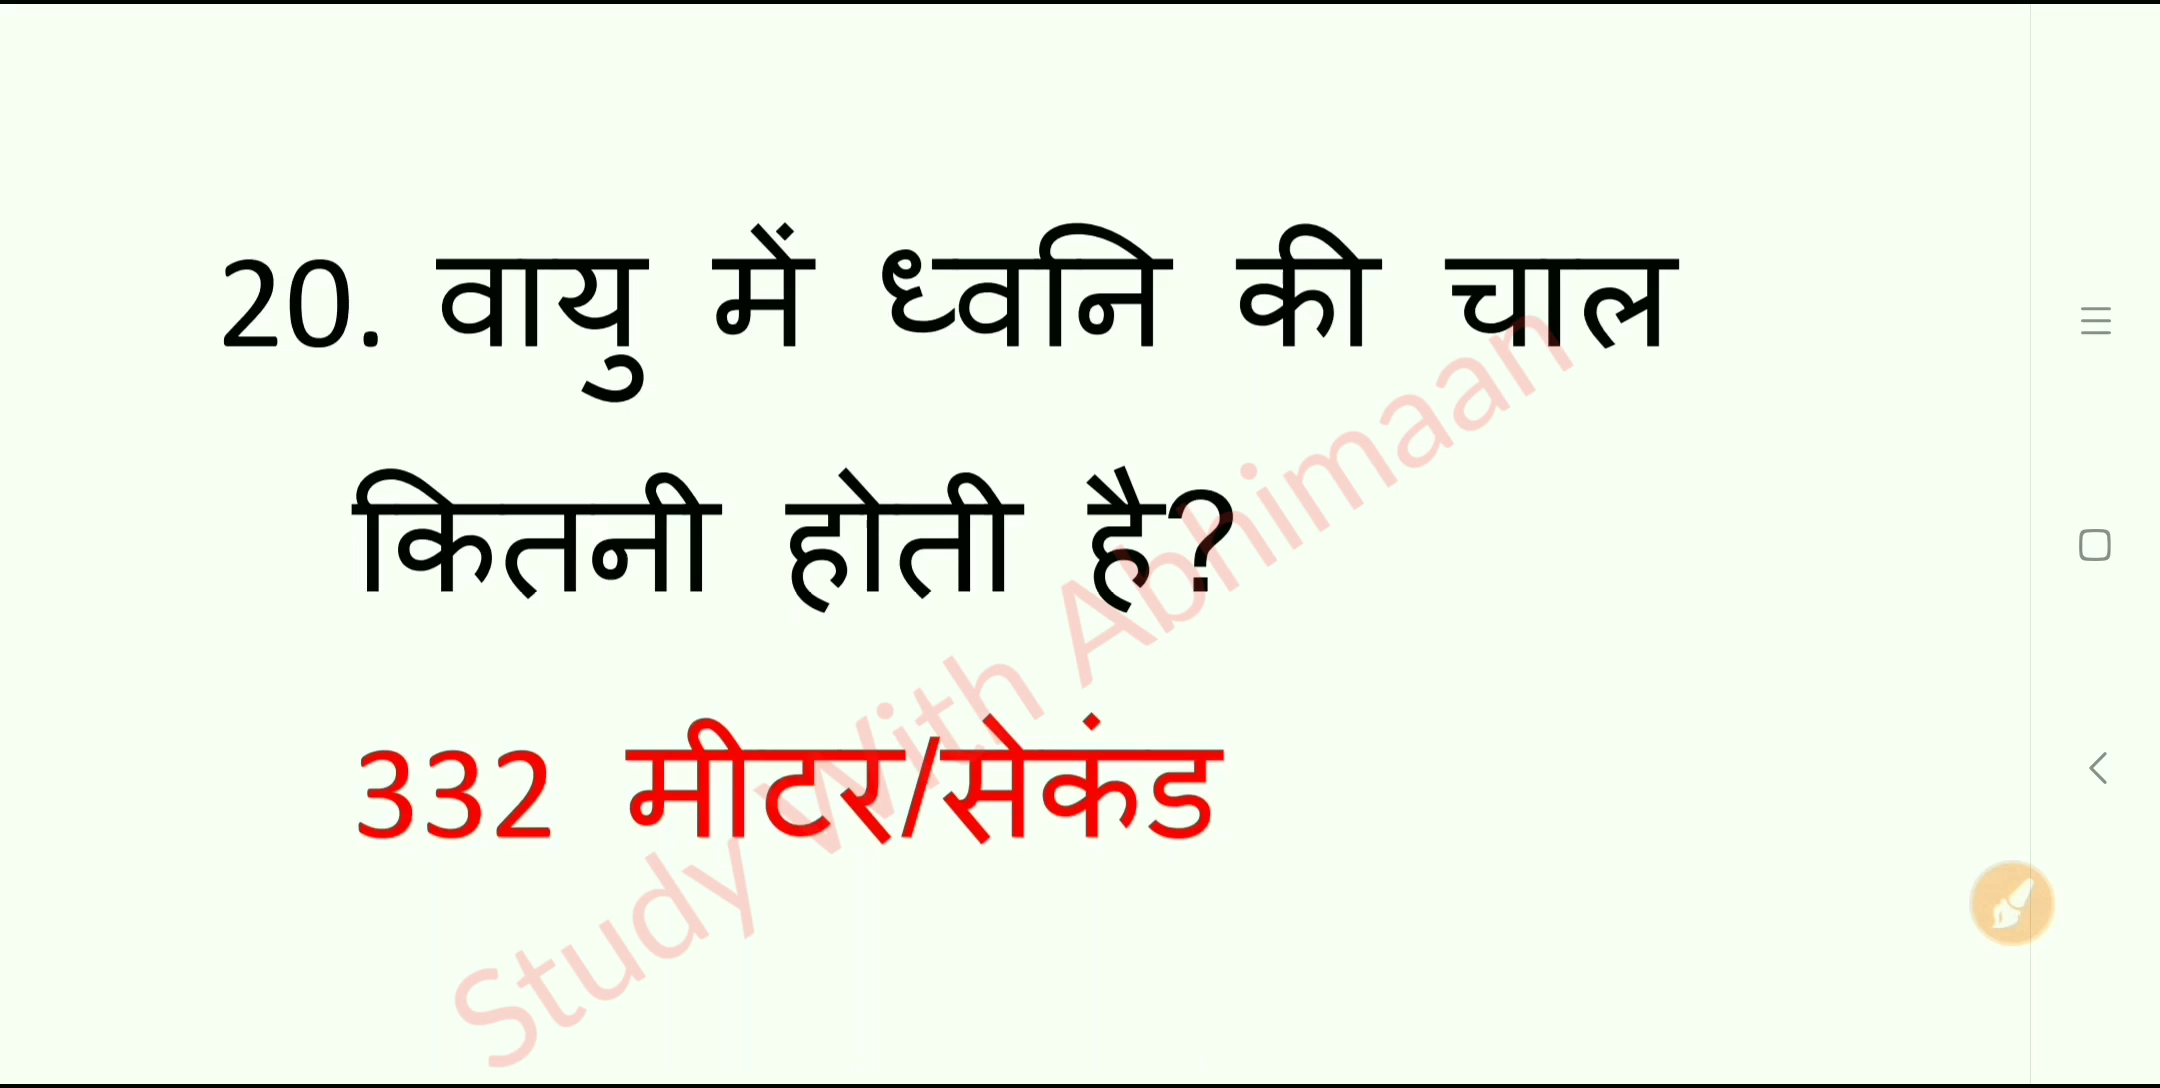 20. वायु में ध्वनि की चाल
कितनी होती है?
332 मीटर/सेकंड
Study With Abhimaan